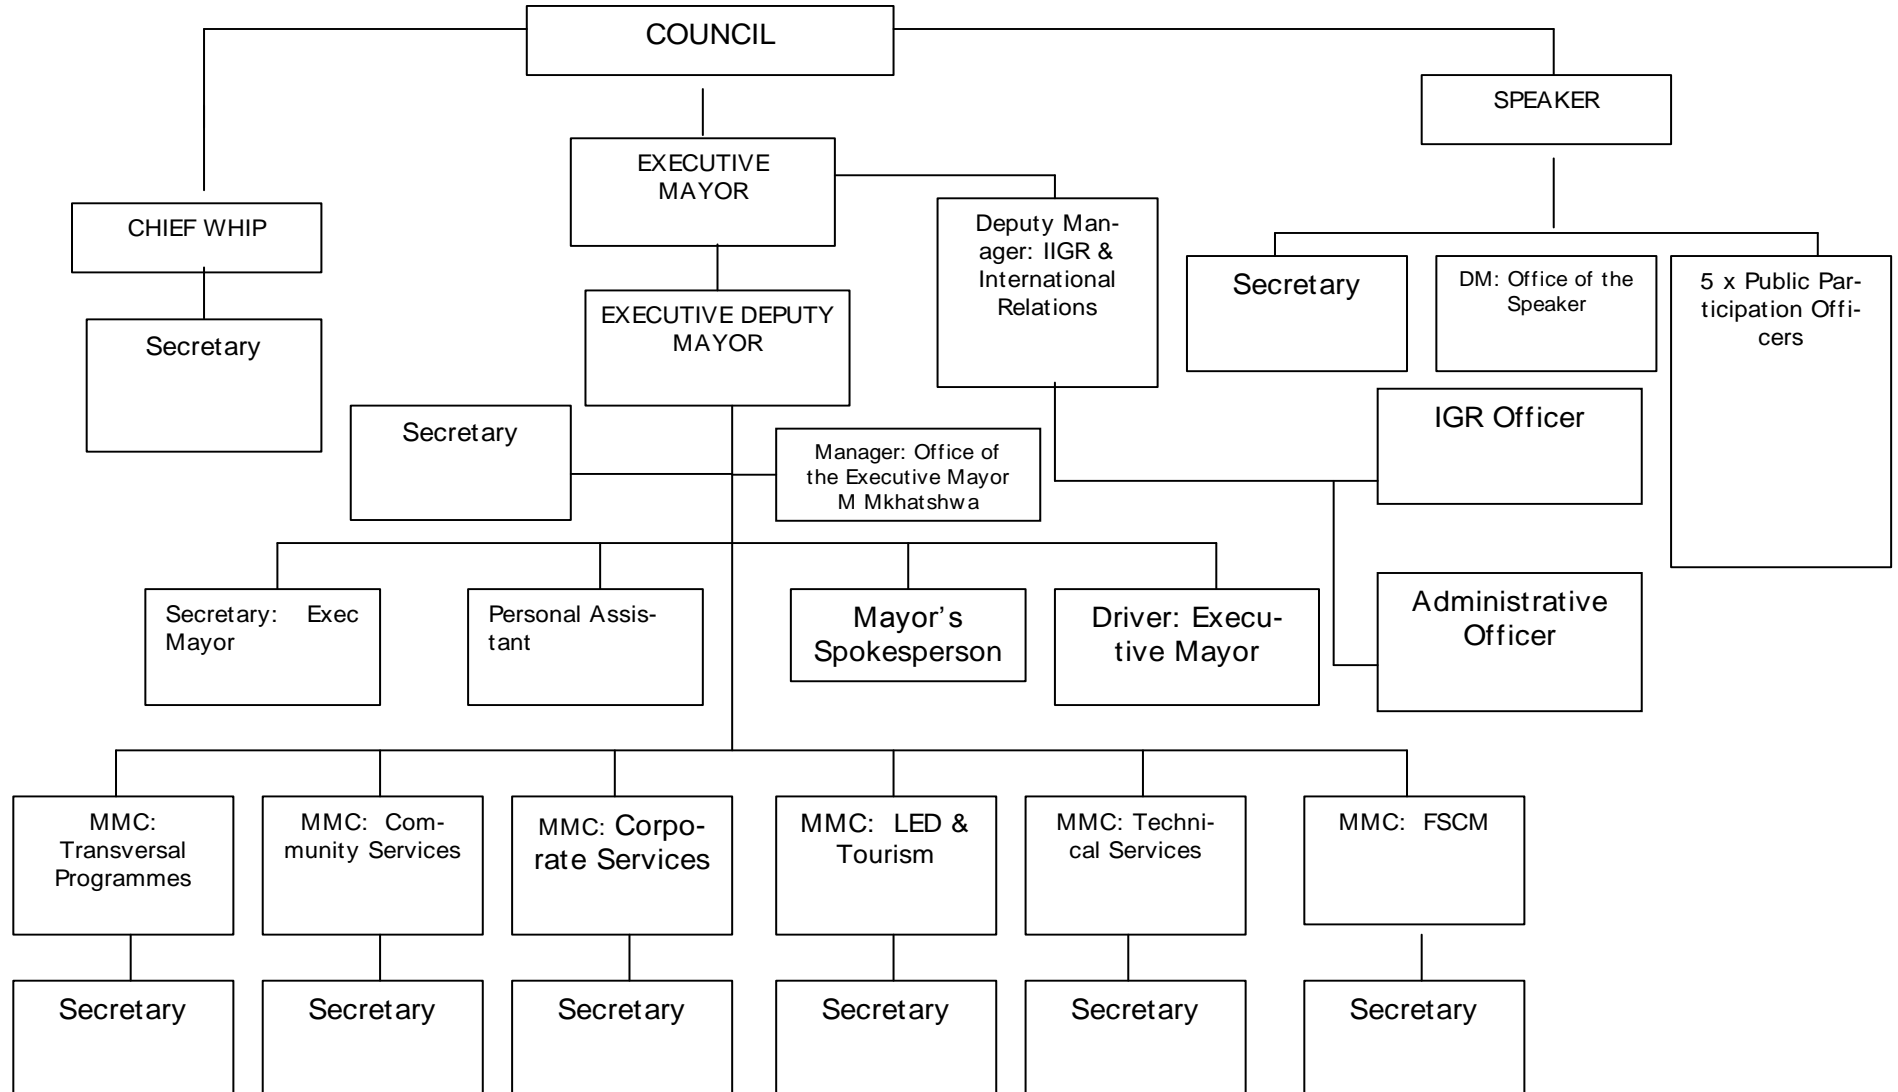 COUNCIL
SPEAKER
EXECUTIVE
MAYOR
CHIEF WHIP
Deputy Man-
ager: IIGR &
International
Relations
Secretary
DM: Office of the
Speaker
5 x Public Par-
ticipation Offi-
cers
EXECUTIVE DEPUTY
MAYOR
Secretary
Secretary
Manager: Office of
the Executive Mayor
M Mkhatshwa
IGR Officer
Secretary: Exec
Mayor
Personal Assis-
tant
Mayor's
Spokesperson
Driver: Execu-
tive Mayor
Administrative
Officer
MMC:
Transversal
Programmes
MMC: Com-
munity Services
MMC: Corpo-
rate Services
MMC: LED &
Tourism
MMC: Techni-
cal Services
MMC: FSCM
Secretary
Secretary
Secretary
Secretary
Secretary
Secretary